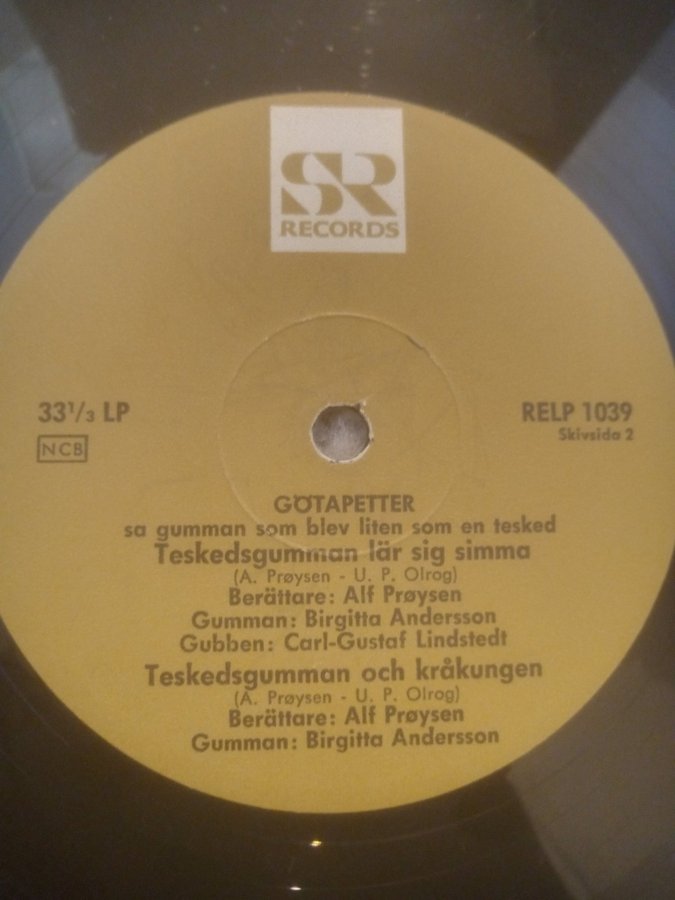 SR
RECORDS
33 1/3 LP
NCB
RELP 1039
Skivsida 2
GÖTAPETTER
sa gumman som blev liten som en tesked
Teskedsgumman lär sig simma
(A. Prøysen - U. P. Olrog)
Berättare: Alf Prøysen
Gumman: Birgitta Andersson
Gubben: Carl-Gustaf Lindstedt
Teskedsgumman och kråkungen
(A. Prøysen - U. P. Olrog)
Berättare: Alf Prøysen
Gumman: Birgitta Andersson